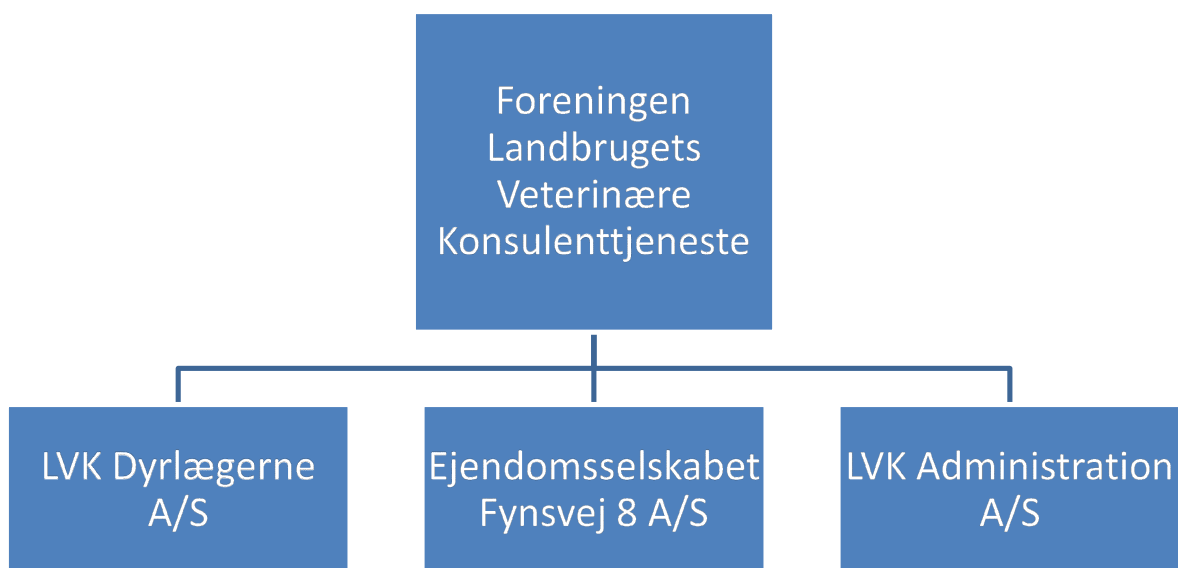 Foreningen
Landbrugets
Veterinære
Konsulenttjeneste
LVK Dyrlægerne
A/S
Ejendomsselskabet
Fynsvej 8 A/S
LVK Administration
A/S